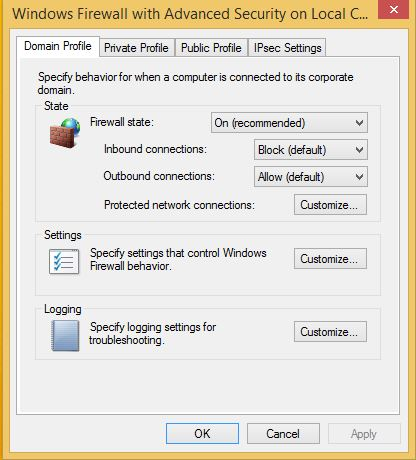 Windows Firewall with Advanced Security on Local C...
Domain Profile Private Profile Public Profile IPsec Settings
Specify behavior for when a computer is connected to its corporate
domain.
State
Firewall state: On (recommended)
Inbound connections: Block (default)
Outbound connections: Allow (default)
Protected network connections: Customize...
Settings
Specify settings that control Windows
Firewall behavior.
Customize...
Logging
Specify logging settings for
troubleshooting.
Customize...
OK Cancel Apply